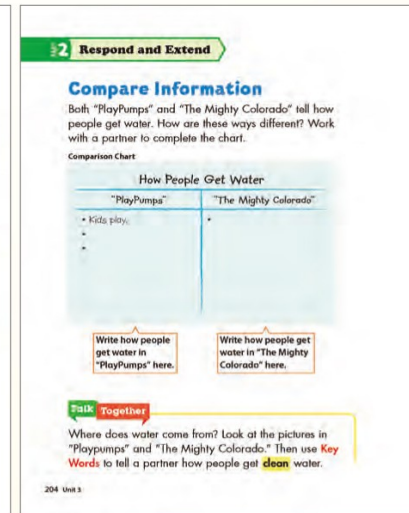 2 Respond and Extend
Compare Information
Both "PlayPumps" and "The Mighty Colorado" tell how
people get water. How are these ways different? Work
with a partner to complete the chart.
Comparison Chart
How People Get Water
"PlayPumps"
"The Mighty Colorado"
• Kids play.
•
•
•
Write how people
get water in
"PlayPumps" here.
Write how people get
water in "The Mighty
Colorado" here.
Talk Together
Where does water come from? Look at the pictures in
"Playpumps" and "The Mighty Colorado." Then use Key
Words to tell a partner how people get clean water.
204 Unit 3